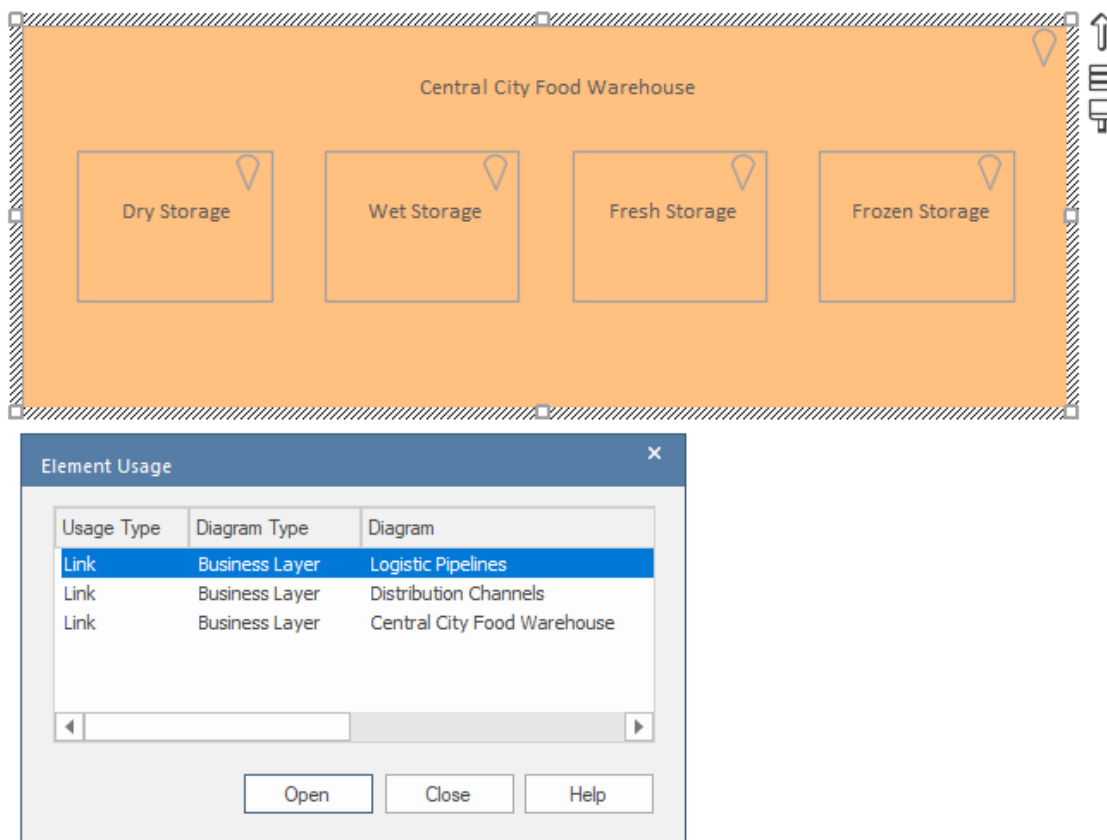 Central City Food Warehouse
Dry Storage Wet Storage Fresh Storage Frozen Storage
Element Usage
Usage Type Diagram Type Diagram
Link Business Layer Logistic Pipelines
Link Business Layer Distribution Channels
Link Business Layer Central City Food Warehouse
Open Close Help